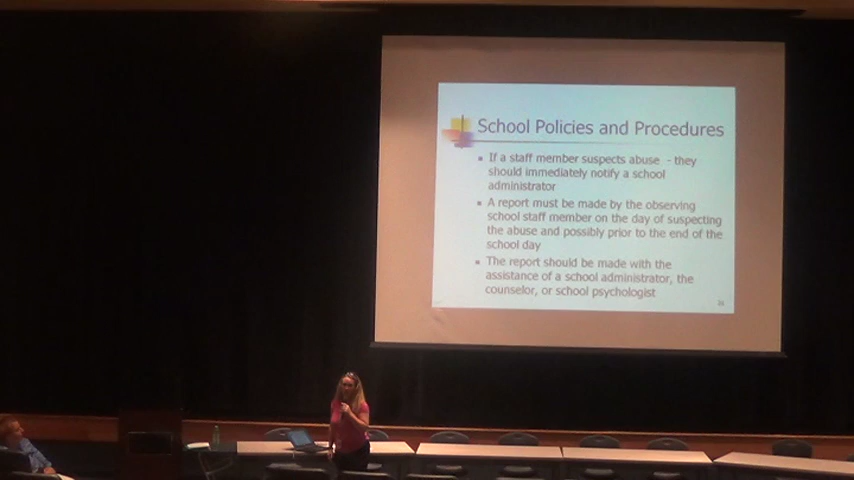 School Policies and Procedures
If a staff member suspects abuse - they
should immediately notify a school
administrator
A report must be made by the observing
school staff member on the day of suspecting
the abuse and possibly prior to the end of the
school day
The report should be made with the
assistance of a school administrator, the
counselor, or school psychologist